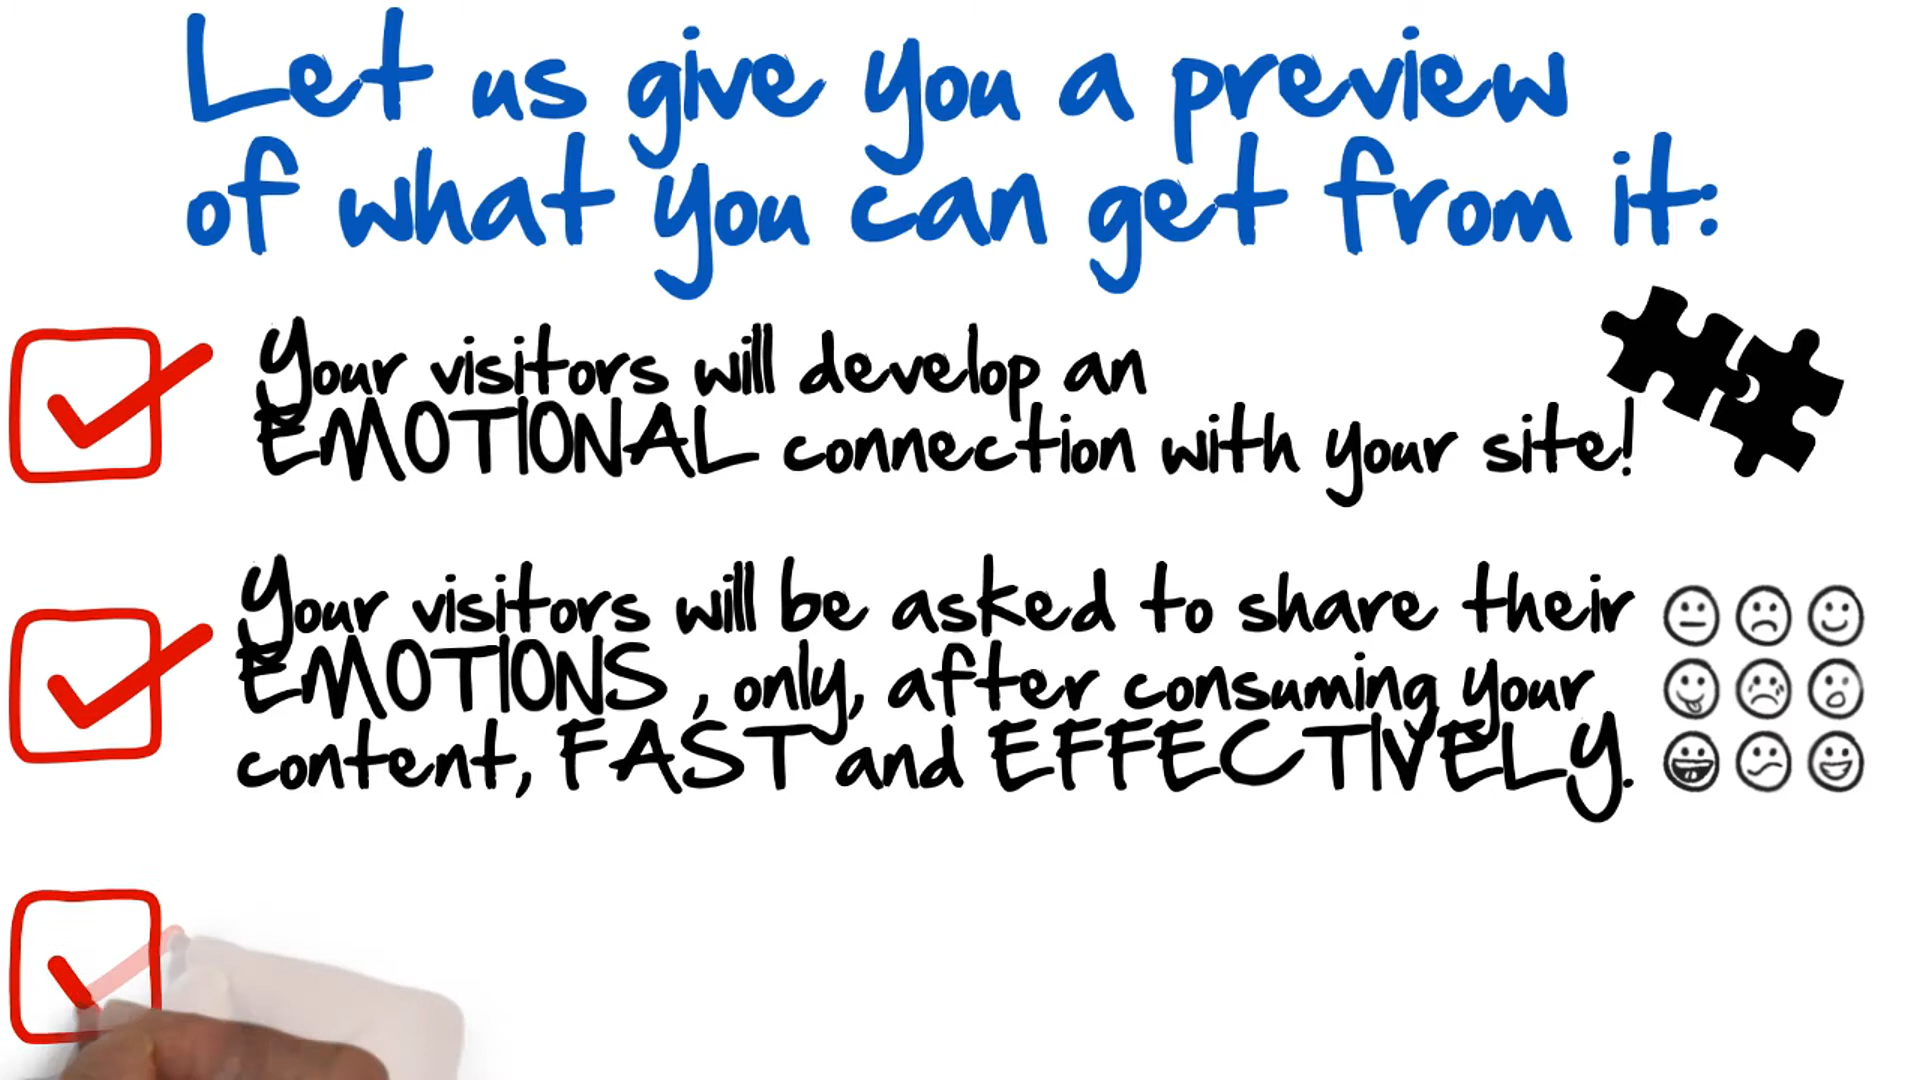 Let us give you a preview
of what you can get from it:
Your visitors will develop an
EMOTIONAL connection with your site!
Your visitors will be asked to share their
EMOTIONS , only, after consuming your
content, FAST and EFFECTIVELY.